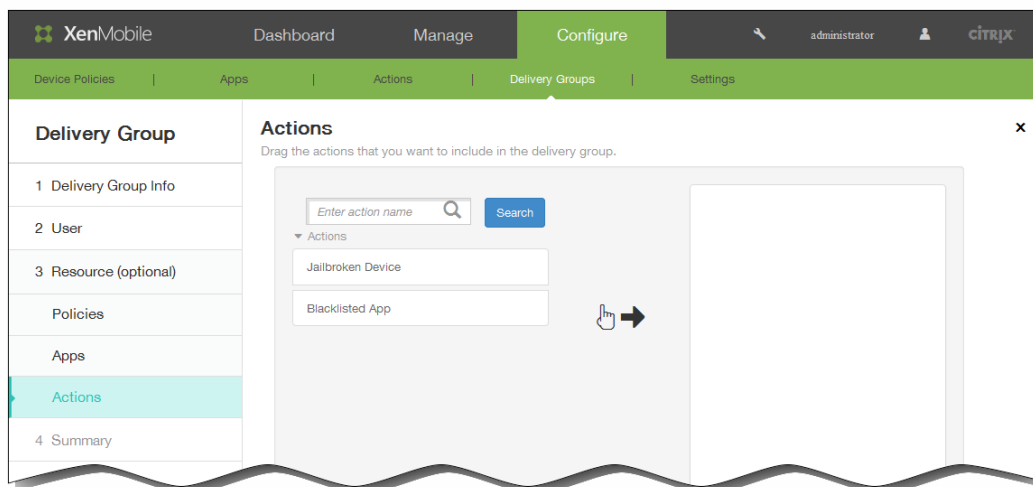 XenMobile
Dashboard
Manage
Configure
administrator
CITRIX
Device Policies | Apps | Actions | Delivery Groups | Settings
Delivery Group
1 Delivery Group Info
2 User
3 Resource (optional)
Policies
Apps
Actions
4 Summary
Actions
x
Drag the actions that you want to include in the delivery group.
Enter action name
Search
Actions
Jailbroken Device
Blacklisted App